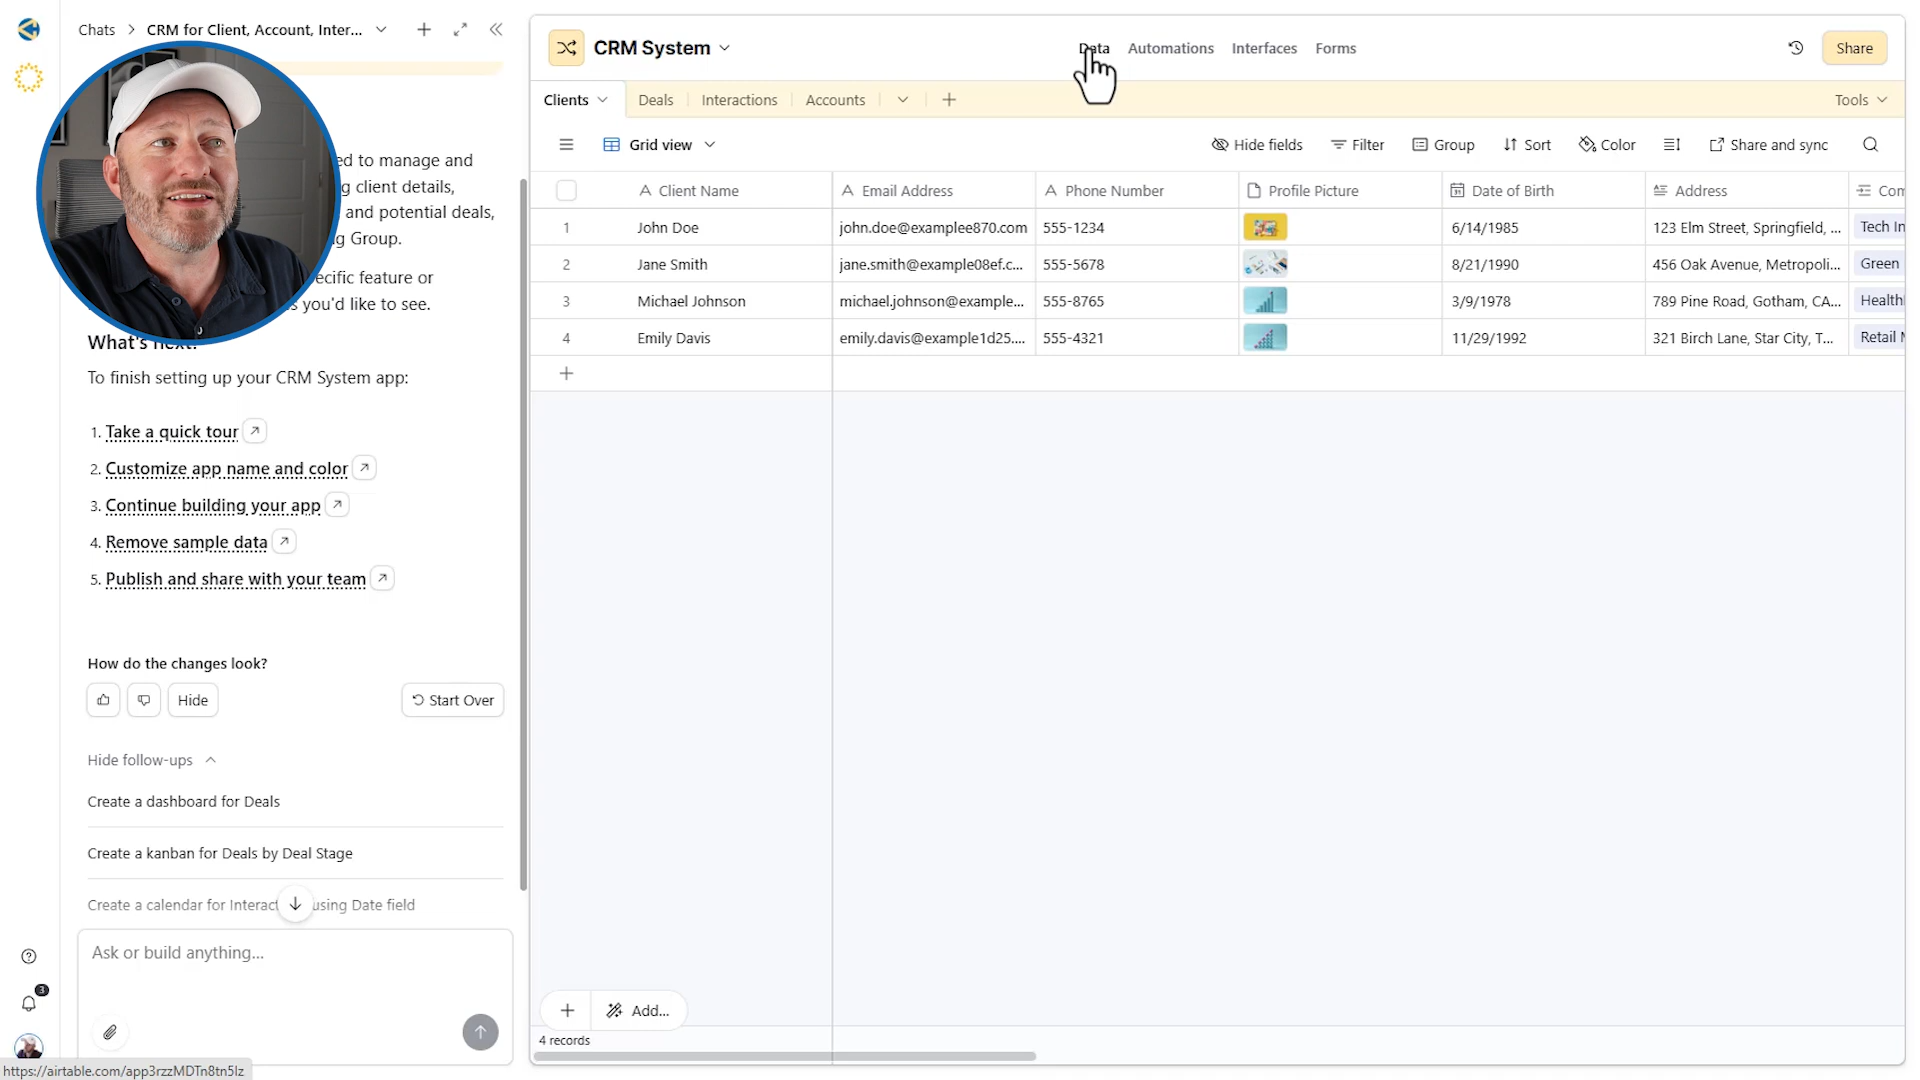 Chats > CRM for Client, Account, Inter...
ed to manage and
g client details,
and potential deals,
g Group.
ecific feature or
s you'd like to see.
What's next?
To finish setting up your CRM System app:
1. Take a quick tour
2. Customize app name and color
3. Continue building your app
4. Remove sample data
5. Publish and share with your team
How do the changes look?
Hide
Start Over
Hide follow-ups
Create a dashboard for Deals
Create a kanban for Deals by Deal Stage
Create a calendar for Interact using Date field
Ask or build anything...
3
https://airtable.com/app3rzzMDTn8tn5lz
CRM System
Data Automations Interfaces Forms
Share
Clients Deals Interactions Accounts
Tools
Grid view
Hide fields Filter Group Sort Color Share and sync
Client Name Email Address Phone Number Profile Picture Date of Birth Address Com
1 John Doe john.doe@examplee870.com 555-1234 6/14/1985 123 Elm Street, Springfield, ... Tech In
2 Jane Smith jane.smith@example08ef.c... 555-5678 8/21/1990 456 Oak Avenue, Metropoli... Green
3 Michael Johnson michael.johnson@example... 555-8765 3/9/1978 789 Pine Road, Gotham, CA... Health
4 Emily Davis emily.davis@example1d25.... 555-4321 11/29/1992 321 Birch Lane, Star City, T... Retail M
Add...
4 records